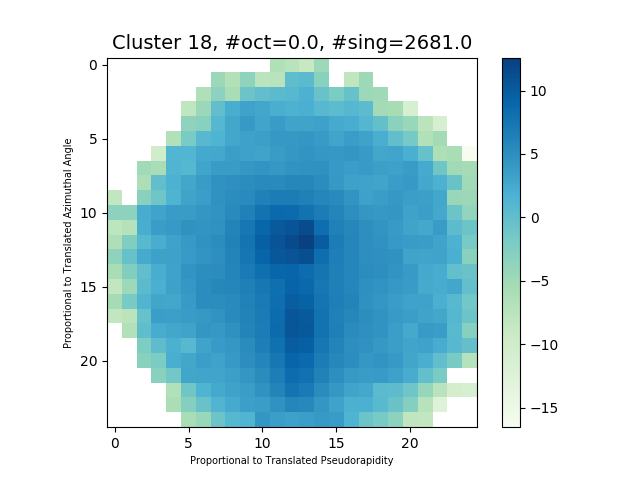 Cluster 18, #oct=0.0, #sing=2681.0
Proportional to Translated Azimuthal Angle
0
5
10
15
20
0 5 10 15 20
Proportional to Translated Pseudorapidity
10
5
0
−5
−10
−15